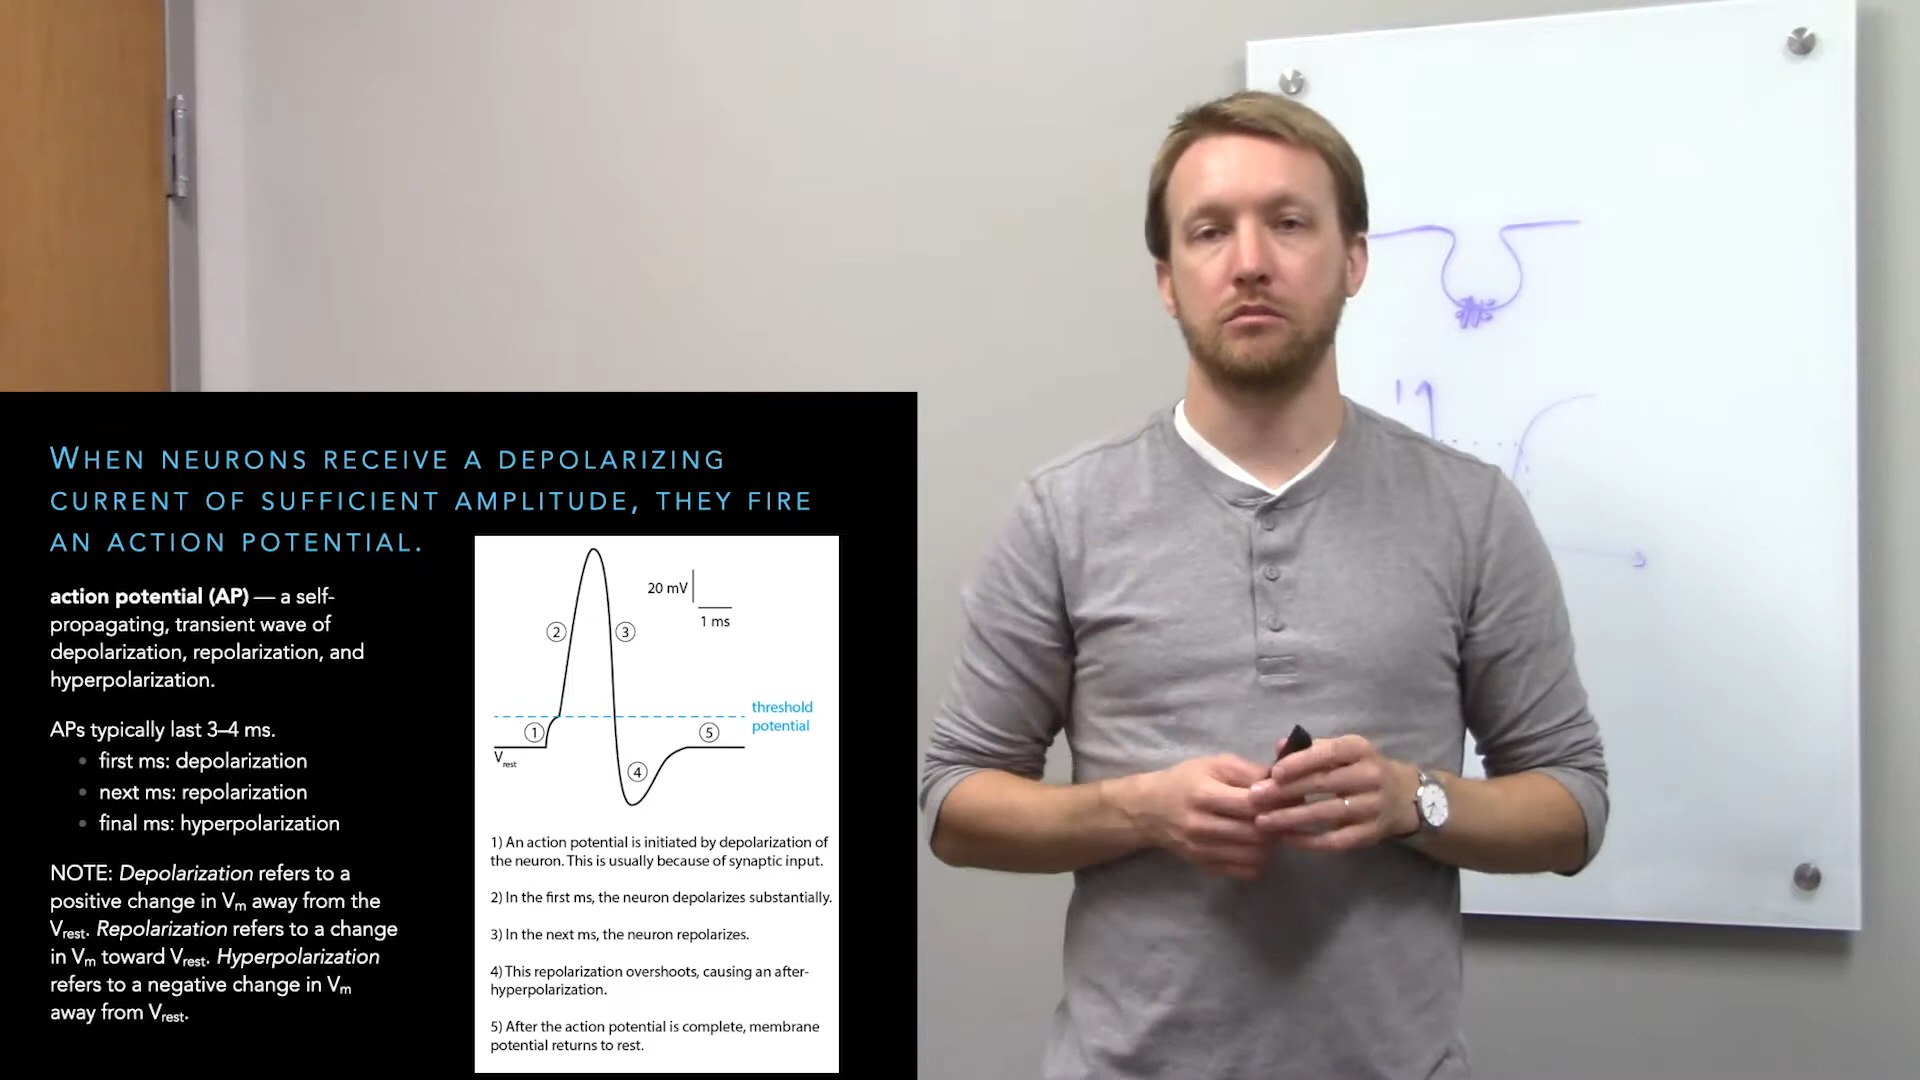 WHEN NEURONS RECEIVE A DEPOLARIZING
CURRENT OF SUFFICIENT AMPLITUDE, THEY FIRE
AN ACTION POTENTIAL.
action potential (AP) — a self-
propagating, transient wave of
depolarization, repolarization, and
hyperpolarization.
APs typically last 3–4 ms.
• first ms: depolarization
• next ms: repolarization
• final ms: hyperpolarization
NOTE: Depolarization refers to a
positive change in Vm away from the
Vrest. Repolarization refers to a change
in Vm toward Vrest. Hyperpolarization
refers to a negative change in Vm
away from Vrest.
20 mV
1 ms
2
3
threshold
potential
1
5
Vrest
4
1) An action potential is initiated by depolarization of
the neuron. This is usually because of synaptic input.
2) In the first ms, the neuron depolarizes substantially.
3) In the next ms, the neuron repolarizes.
4) This repolarization overshoots, causing an after-
hyperpolarization.
5) After the action potential is complete, membrane
potential returns to rest.